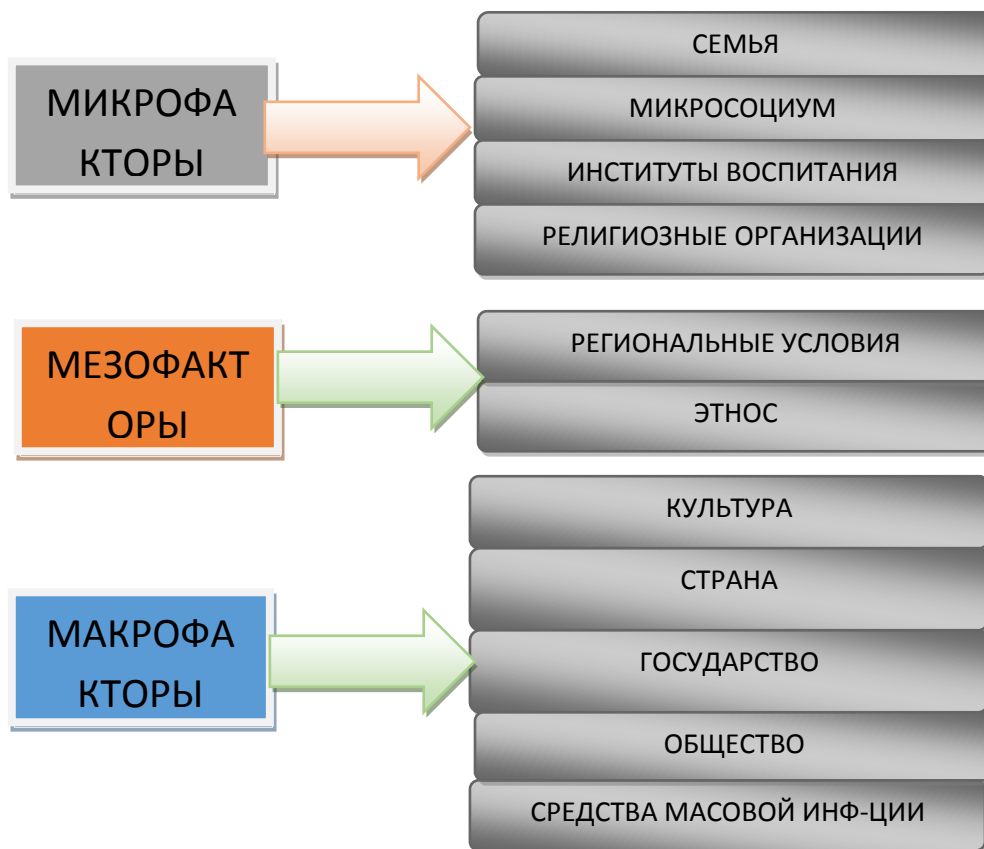 МИКРОФА
КТОРЫ
СЕМЬЯ
МИКРОСОЦИУМ
ИНСТИТУТЫ ВОСПИТАНИЯ
РЕЛИГИОЗНЫЕ ОРГАНИЗАЦИИ
МЕЗОФАКТ
ОРЫ
РЕГИОНАЛЬНЫЕ УСЛОВИЯ
ЭТНОС
МАКРОФА
КТОРЫ
КУЛЬТУРА
СТРАНА
ГОСУДАРСТВО
ОБЩЕСТВО
СРЕДСТВА МАСОВОЙ ИНФ-ЦИИ